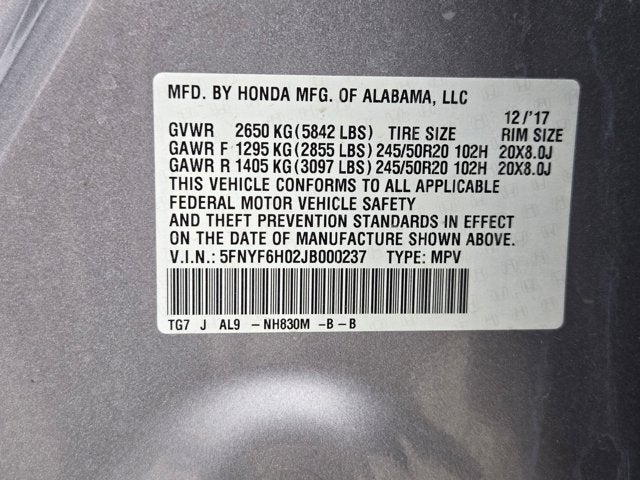 MFD. BY HONDA MFG. OF ALABAMA, LLC
12/'17
GVWR 2650 KG(5842 LBS) TIRE SIZE RIM SIZE
GAWR F 1295 KG(2855 LBS)245/50R20 102H 20X8.0J
GAWR R 1405 KG(3097 LBS)245/50R20 102H 20X8.0J
THIS VEHICLE CONFORMS TO ALL APPLICABLE
FEDERAL MOTOR VEHICLE SAFETY
AND THEFT PREVENTION STANDARDS IN EFFECT
ON THE DATE OF MANUFACTURE SHOWN ABOVE.
V.I.N.: 5FNYF6H02JB000237 TYPE: MPV
TG7 J AL9 - NH830M -B-B